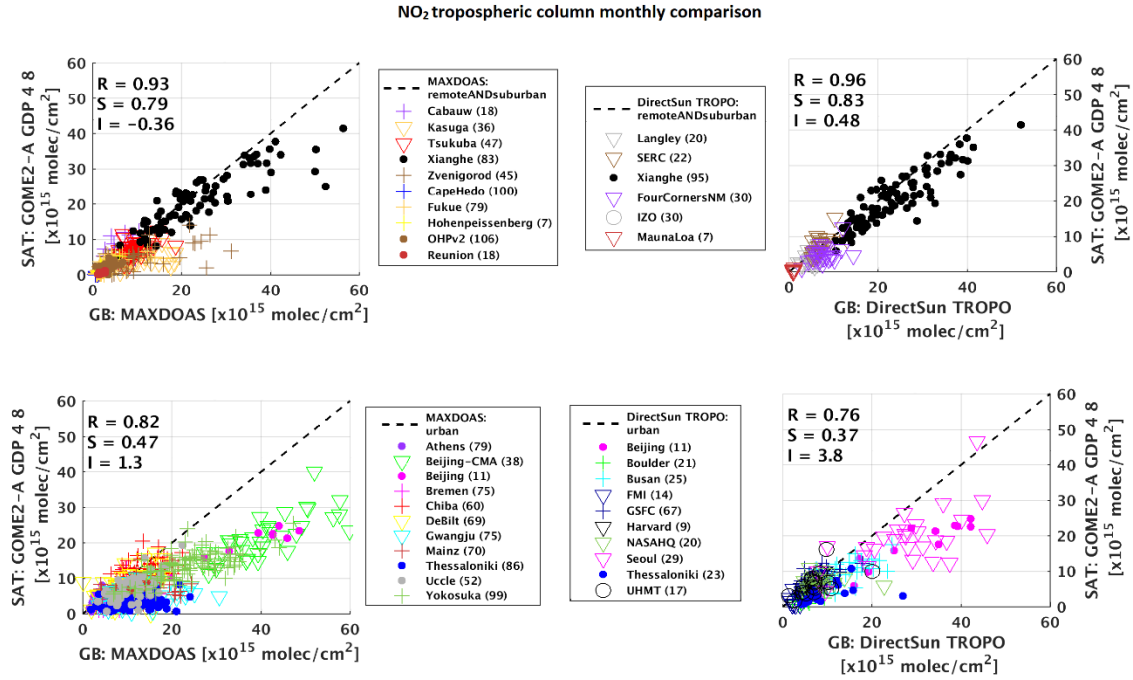 NO2 tropospheric column monthly comparison
SAT: GOME2-A GDP 4 8
[x10^15 molec/cm^2]
60
50
40
30
20
10
0
R = 0.93
S = 0.79
I = -0.36
0
20
40
60
GB: MAXDOAS [x10^15 molec/cm^2]
MAXDOAS:
remoteANDsuburban
Cabauw (18)
Kasuga (36)
Tsukuba (47)
Xianghe (83)
Zvenigorod (45)
CapeHedo (100)
Fukue (79)
Hohenpeissenberg (7)
OHPv2 (106)
Reunion (18)
DirectSun TROPO:
remoteANDsuburban
Langley (20)
SERC (22)
Xianghe (95)
FourCornersNM (30)
IZO (30)
MaunaLoa (7)
R = 0.96
S = 0.83
I = 0.48
60
50
40
30
20
10
0
SAT: GOME2-A GDP 4 8
[x10^15 molec/cm^2]
0
20
40
60
GB: DirectSun TROPO
[x10^15 molec/cm^2]
SAT: GOME2-A GDP 4 8
[x10^15 molec/cm^2]
60
50
40
30
20
10
0
R = 0.82
S = 0.47
I = 1.3
0
20
40
60
GB: MAXDOAS [x10^15 molec/cm^2]
MAXDOAS:
urban
Athens (79)
Beijing-CMA (38)
Beijing (11)
Bremen (75)
Chiba (60)
DeBilt (69)
Gwangju (75)
Mainz (70)
Thessaloniki (86)
Uccle (52)
Yokosuka (99)
DirectSun TROPO:
urban
Beijing (11)
Boulder (21)
Busan (25)
FMI (14)
GSFC (67)
Harvard (9)
NASAHQ (20)
Seoul (29)
Thessaloniki (23)
UHMT (17)
R = 0.76
S = 0.37
I = 3.8
60
50
40
30
20
10
0
SAT: GOME2-A GDP 4 8
[x10^15 molec/cm^2]
0
20
40
60
GB: DirectSun TROPO
[x10^15 molec/cm^2]